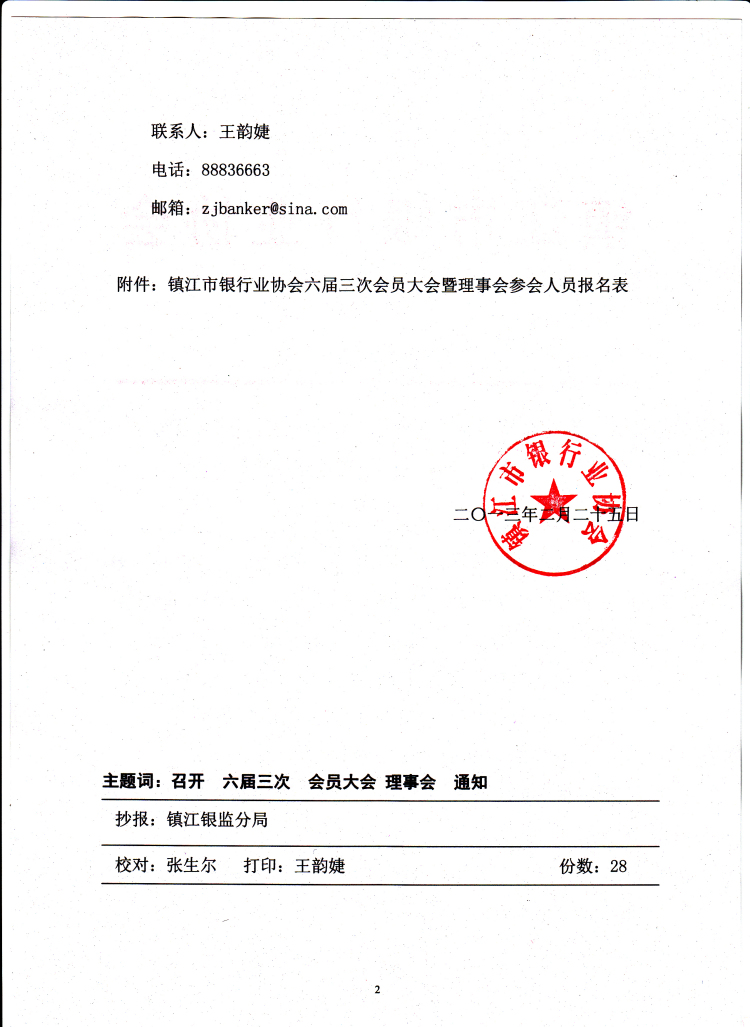 联系人：王韵婕
电话：88836663
邮箱：zjbanker@sina.com
附件：镇江市银行业协会六届三次会员大会暨理事会参会人员报名表
镇江市银行业协会
二〇一三年二月二十五日
主题词：召开 六届三次 会员大会 理事会 通知
抄报：镇江银监分局
校对：张生尔 打印：王韵婕 份数：28
2